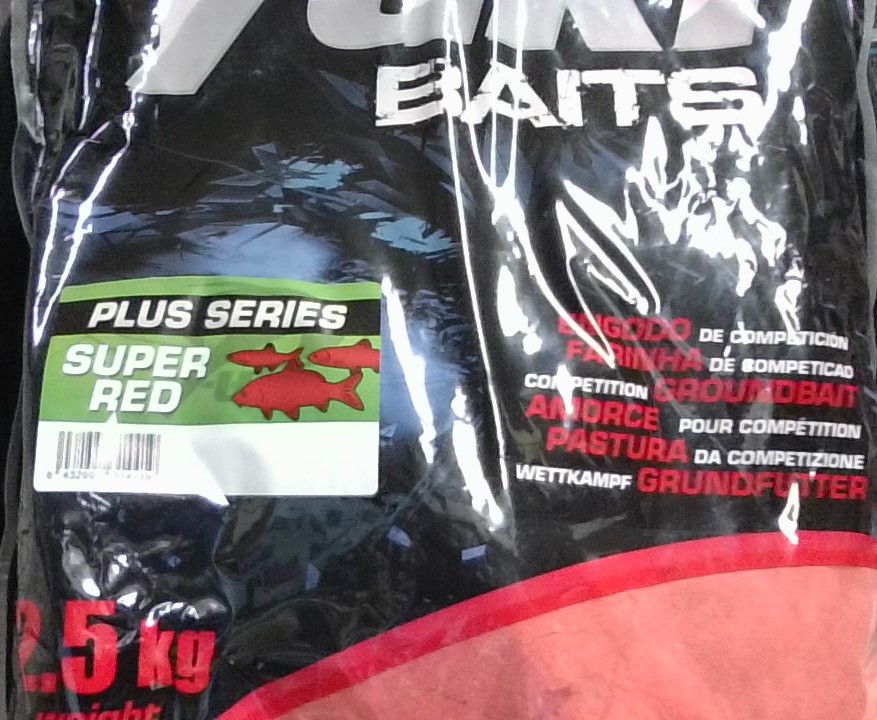 BAITS
PLUS SERIES
SUPER
RED
ENGODO DE COMPETICIÓN
FARINHA DE COMPETICAO
COMPETITION GROUNDBAIT
AMORCE POUR COMPÉTITION
PASTURA DA COMPETIZIONE
WETTKAMPF GRUNDFUTTER
2.5 kg
weight